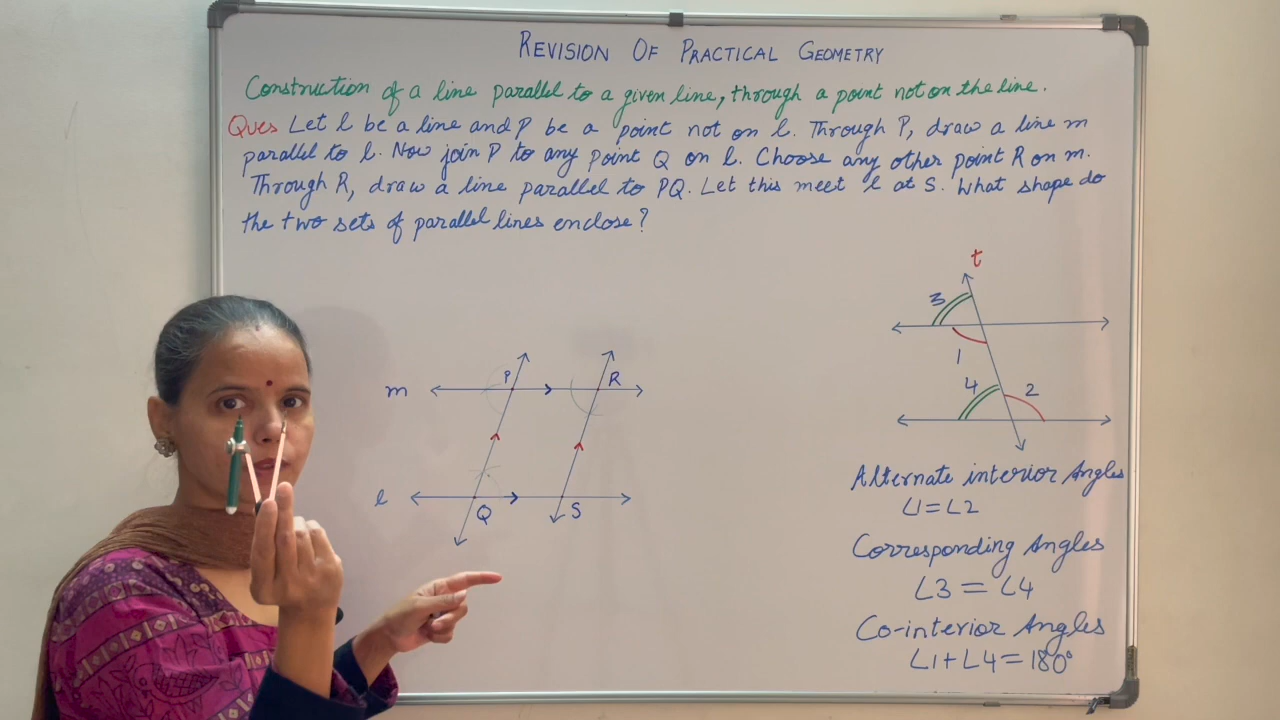 REVISION OF PRACTICAL GEOMETRY
Construction of a line parallel to a given line, through a point not on the line.
Ques Let l be a line and P be a point not on l. Through P, draw a line m
parallel to l. Now join P to any point Q on l. Choose any other point R on m.
Through R, draw a line parallel to PQ. Let this meet l at S. What shape do
the two sets of parallel lines enclose?
t
3
1
4 2
m P R
l Q S
Alternate interior Angles
∠1=∠2
Corresponding Angles
∠3 = ∠4
Co-interior Angles
∠1+∠4=180°